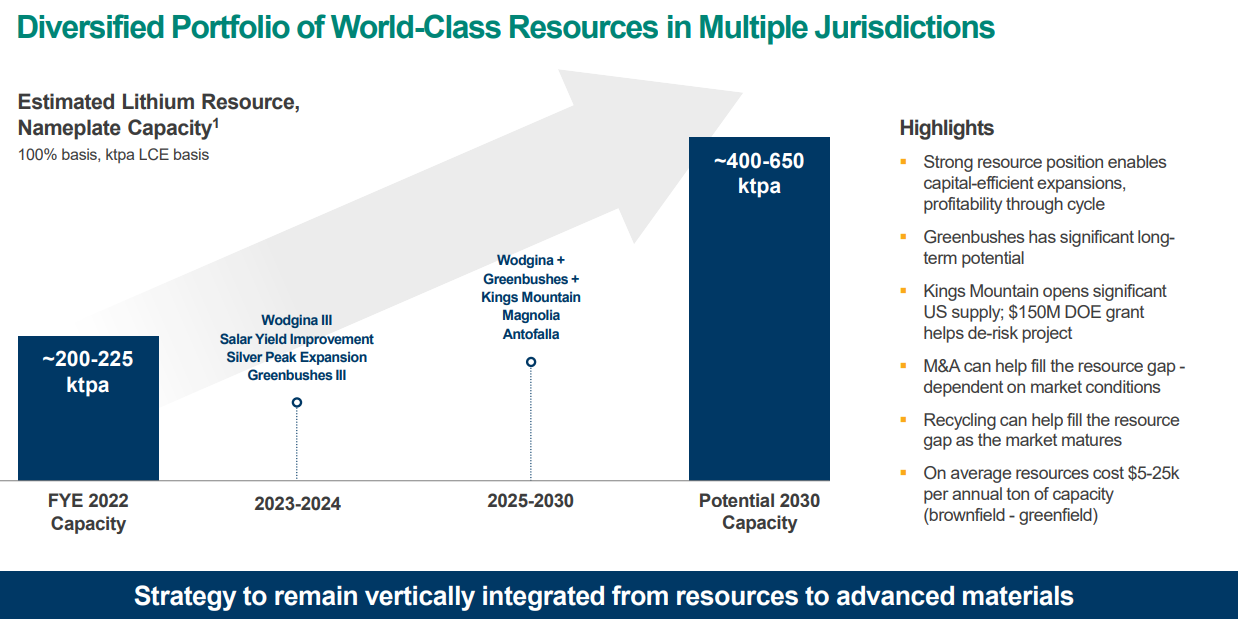 Diversified Portfolio of World-Class Resources in Multiple Jurisdictions
Estimated Lithium Resource,
Nameplate Capacity1
100% basis, ktpa LCE basis
~200-225
ktpa
Wodgina III
Salar Yield Improvement
Silver Peak Expansion
Greenbushes III
Wodgina +
Greenbushes +
Kings Mountain
Magnolia
Antofalla
~400-650
ktpa
FYE 2022
Capacity
2023-2024
2025-2030
Potential 2030
Capacity
Highlights
▪ Strong resource position enables
capital-efficient expansions,
profitability through cycle
▪ Greenbushes has significant long-
term potential
▪ Kings Mountain opens significant
US supply; $150M DOE grant
helps de-risk project
▪ M&A can help fill the resource gap -
dependent on market conditions
▪ Recycling can help fill the resource
gap as the market matures
▪ On average resources cost $5-25k
per annual ton of capacity
(brownfield - greenfield)
Strategy to remain vertically integrated from resources to advanced materials